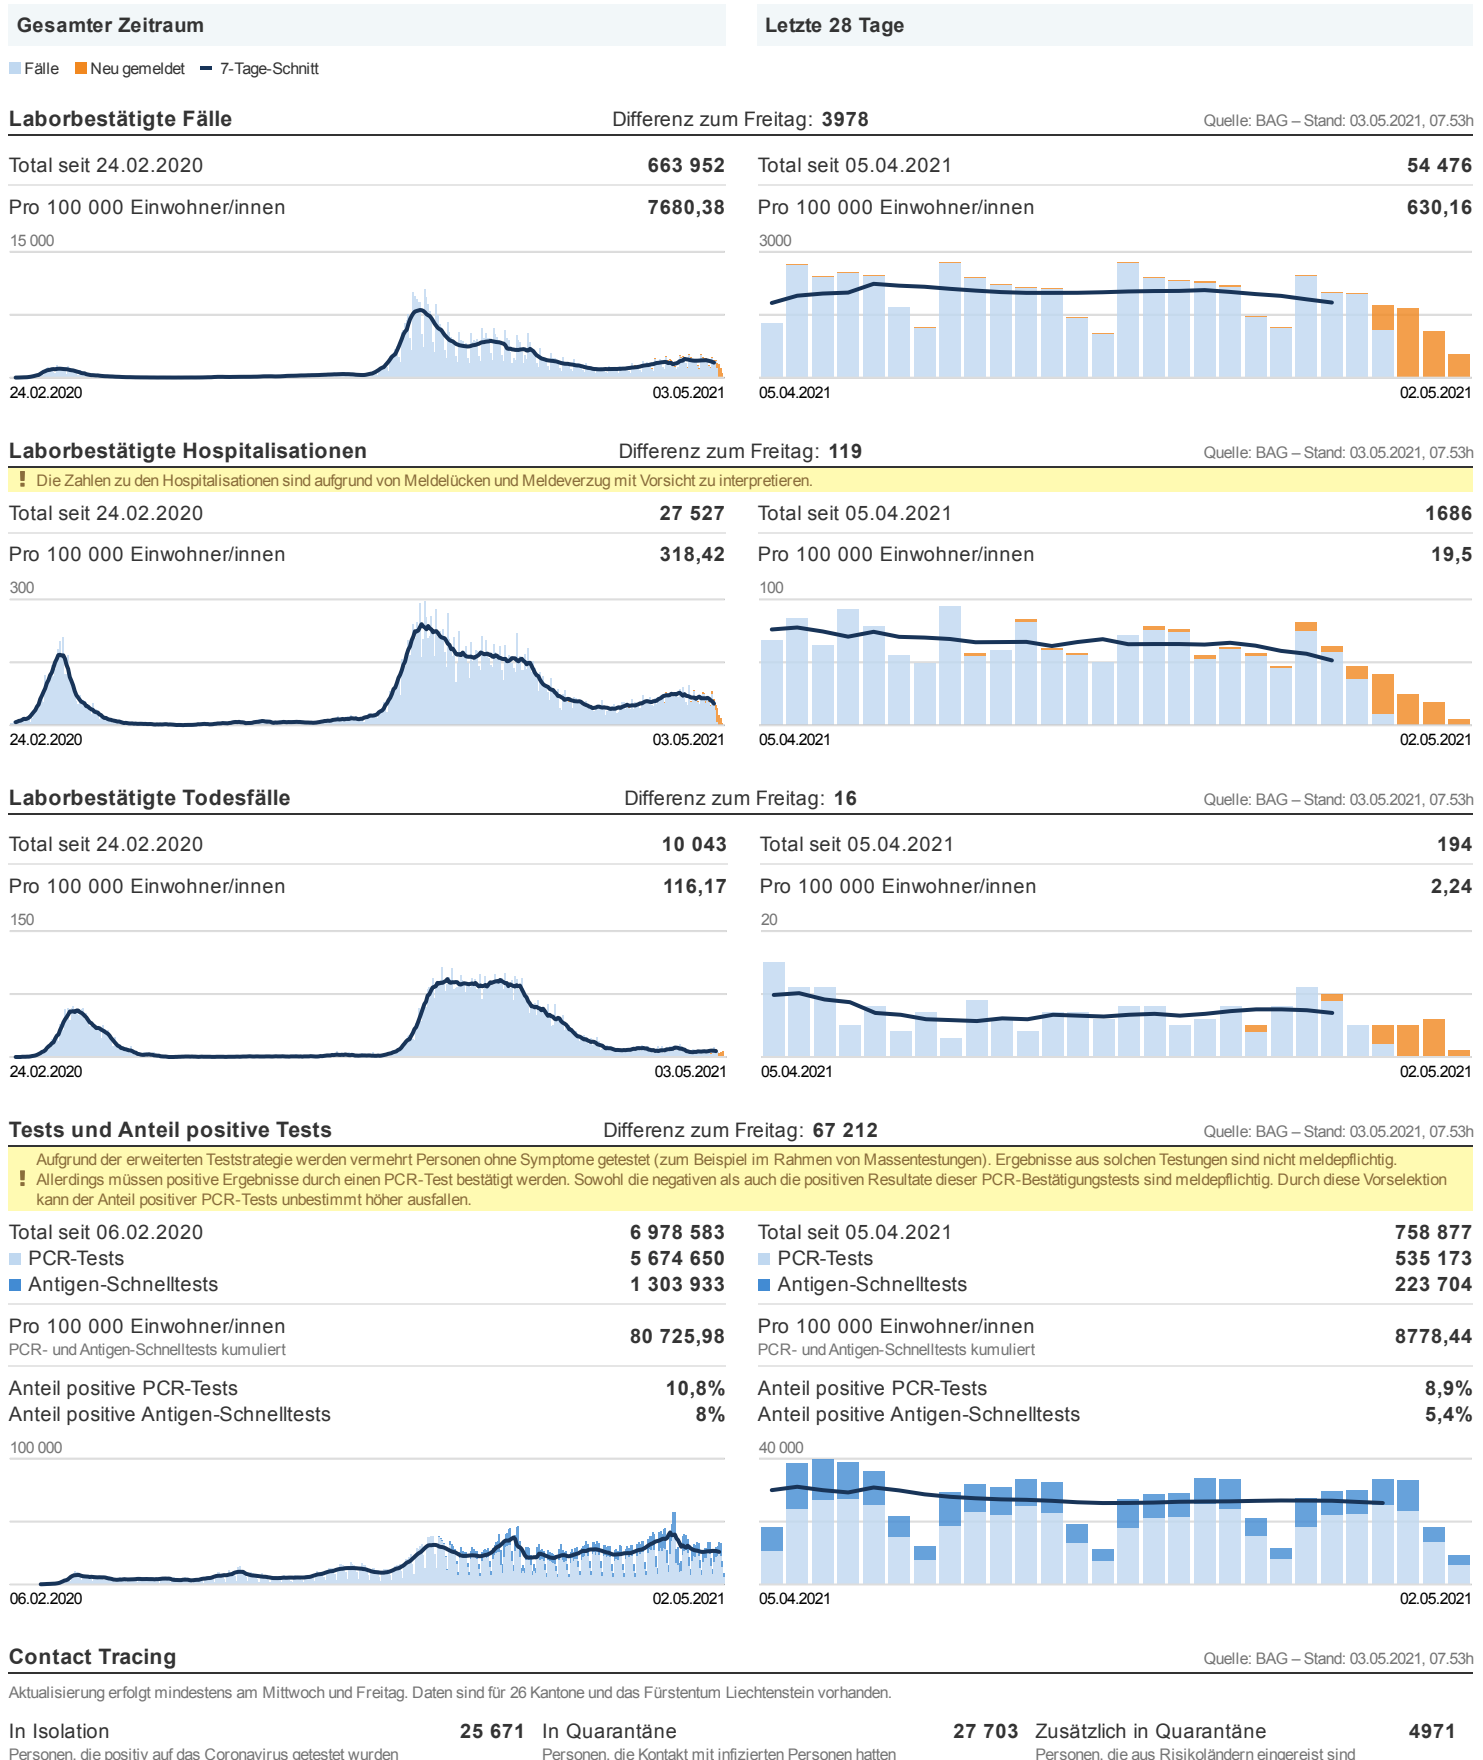 Gesamter Zeitraum
Letzte 28 Tage
Fälle Neu gemeldet 7-Tage-Schnitt
Laborbestätigte Fälle Differenz zum Freitag: 3978 Quelle: BAG – Stand: 03.05.2021, 07.53h
Total seit 24.02.2020 663 952
Total seit 05.04.2021 54 476
Pro 100 000 Einwohner/innen 7680,38
Pro 100 000 Einwohner/innen 630,16
15 000
3000
24.02.2020 03.05.2021
05.04.2021 02.05.2021
Laborbestätigte Hospitalisationen Differenz zum Freitag: 119 Quelle: BAG – Stand: 03.05.2021, 07.53h
! Die Zahlen zu den Hospitalisationen sind aufgrund von Meldelücken und Meldeverzug mit Vorsicht zu interpretieren.
Total seit 24.02.2020 27 527
Total seit 05.04.2021 1686
Pro 100 000 Einwohner/innen 318,42
Pro 100 000 Einwohner/innen 19,5
300
100
24.02.2020 03.05.2021
05.04.2021 02.05.2021
Laborbestätigte Todesfälle Differenz zum Freitag: 16 Quelle: BAG – Stand: 03.05.2021, 07.53h
Total seit 24.02.2020 10 043
Total seit 05.04.2021 194
Pro 100 000 Einwohner/innen 116,17
Pro 100 000 Einwohner/innen 2,24
150
20
24.02.2020 03.05.2021
05.04.2021 02.05.2021
Tests und Anteil positive Tests Differenz zum Freitag: 67 212 Quelle: BAG – Stand: 03.05.2021, 07.53h
Aufgrund der erweiterten Teststrategie werden vermehrt Personen ohne Symptome getestet (zum Beispiel im Rahmen von Massentestungen). Ergebnisse aus solchen Testungen sind nicht meldepflichtig.
! Allerdings müssen positive Ergebnisse durch einen PCR-Test bestätigt werden. Sowohl die negativen als auch die positiven Resultate dieser PCR-Bestätigungstests sind meldepflichtig. Durch diese Vorselektion
kann der Anteil positiver PCR-Tests unbestimmt höher ausfallen.
Total seit 06.02.2020 6 978 583
PCR-Tests 5 674 650
Antigen-Schnelltests 1 303 933
Total seit 05.04.2021 758 877
PCR-Tests 535 173
Antigen-Schnelltests 223 704
Pro 100 000 Einwohner/innen 80 725,98
PCR- und Antigen-Schnelltests kumuliert
Pro 100 000 Einwohner/innen 8778,44
PCR- und Antigen-Schnelltests kumuliert
Anteil positive PCR-Tests 10,8%
Anteil positive Antigen-Schnelltests 8%
Anteil positive PCR-Tests 8,9%
Anteil positive Antigen-Schnelltests 5,4%
100 000
40 000
06.02.2020 02.05.2021
05.04.2021 02.05.2021
Contact Tracing Quelle: BAG – Stand: 03.05.2021, 07.53h
Aktualisierung erfolgt mindestens am Mittwoch und Freitag. Daten sind für 26 Kantone und das Fürstentum Liechtenstein vorhanden.
In Isolation 25 671
Personen, die positiv auf das Coronavirus getestet wurden
In Quarantäne 27 703
Personen, die Kontakt mit infizierten Personen hatten
Zusätzlich in Quarantäne 4971
Personen, die aus Risikoländern eingereist sind